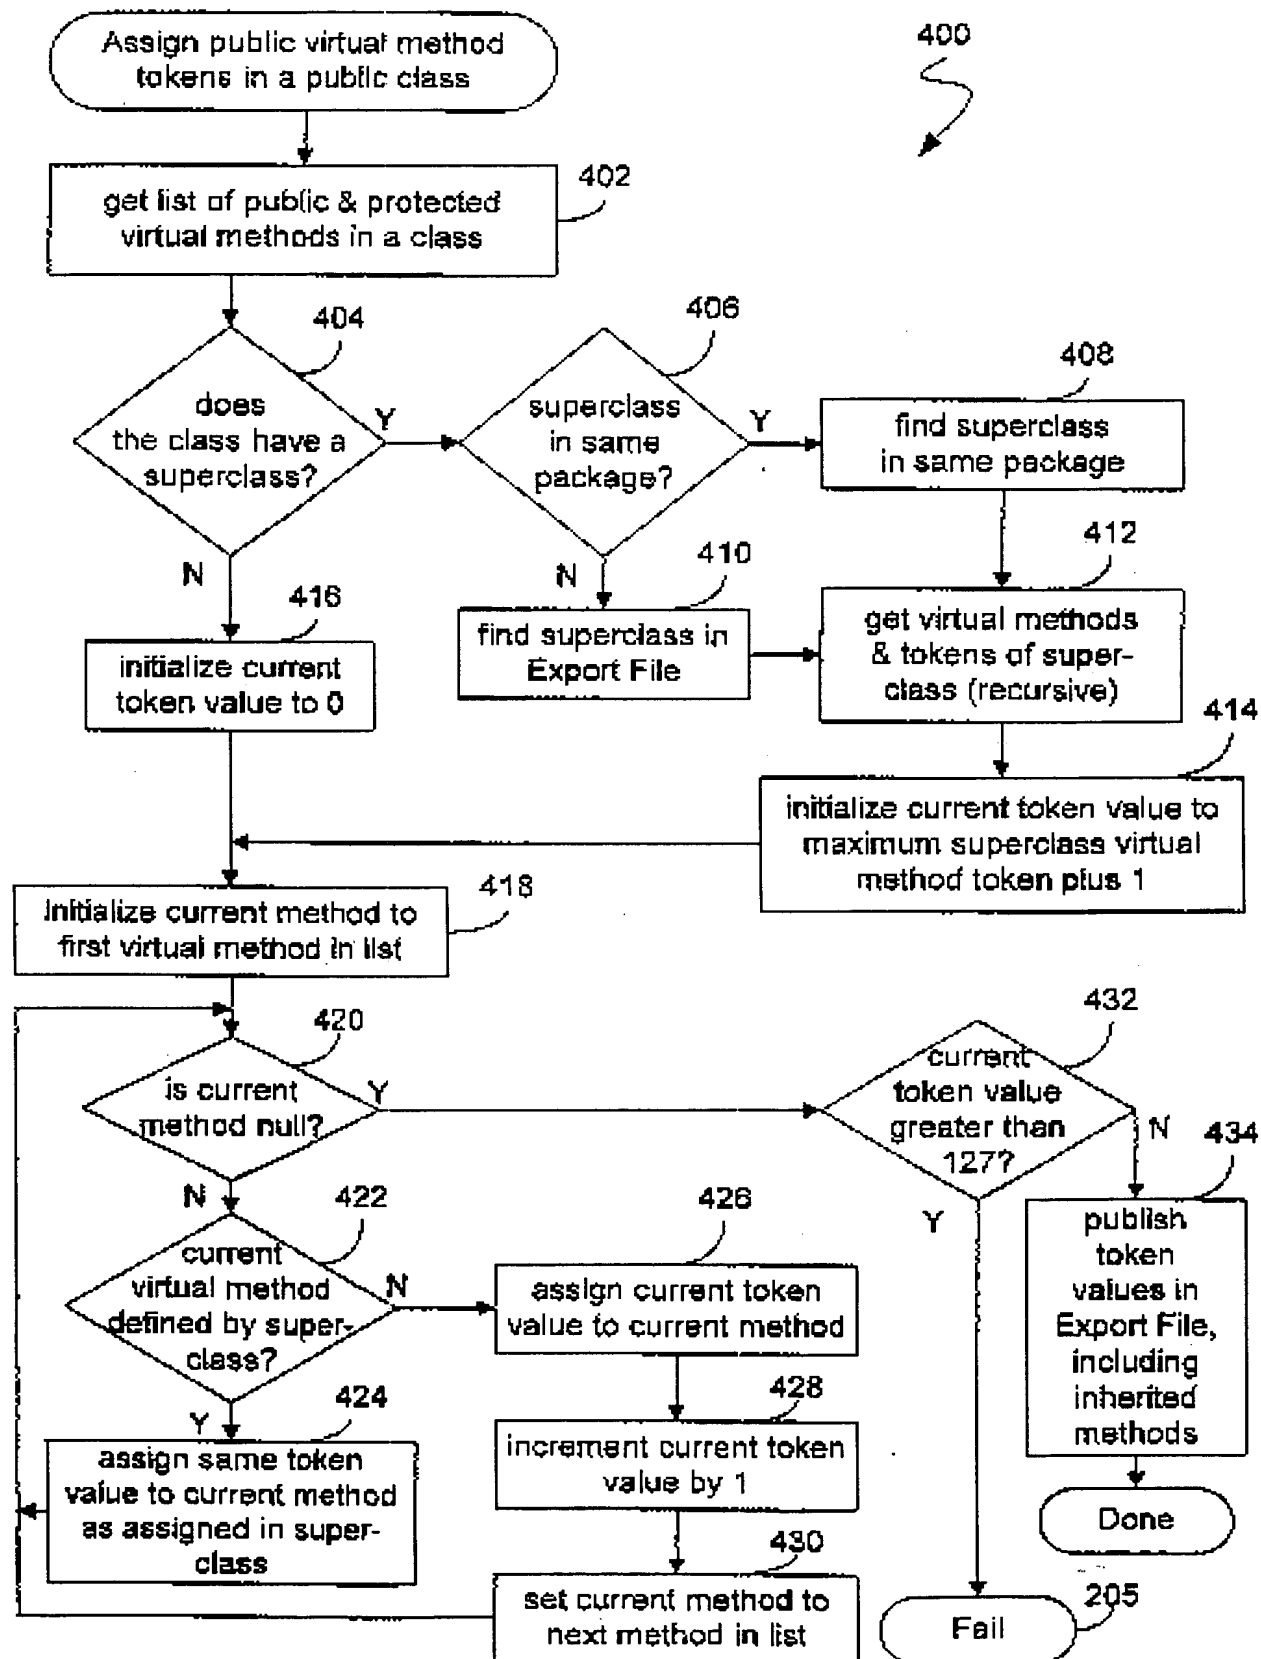 Assign public virtual method
tokens in a public class
400
get list of public & protected
virtual methods in a class
402
does
the class have a
superclass?
404
Y
N
superclass
in same
package?
406
Y
N
find superclass
in same package
408
find superclass in
Export File
410
get virtual methods
& tokens of super-
class (recursive)
412
initialize current
token value to 0
416
initialize current token value to
maximum superclass virtual
method token plus 1
414
initialize current method to
first virtual method in list
418
is current
method null?
420
Y
N
current
token value
greater than
127?
432
N
Y
publish
token
values in
Export File,
including
inherited
methods
434
Done
current
virtual method
defined by super-
class?
422
N
Y
assign current token
value to current method
426
assign same token
value to current method
as assigned in super-
class
424
increment current token
value by 1
428
set current method to
next method in list
430
Fail
205